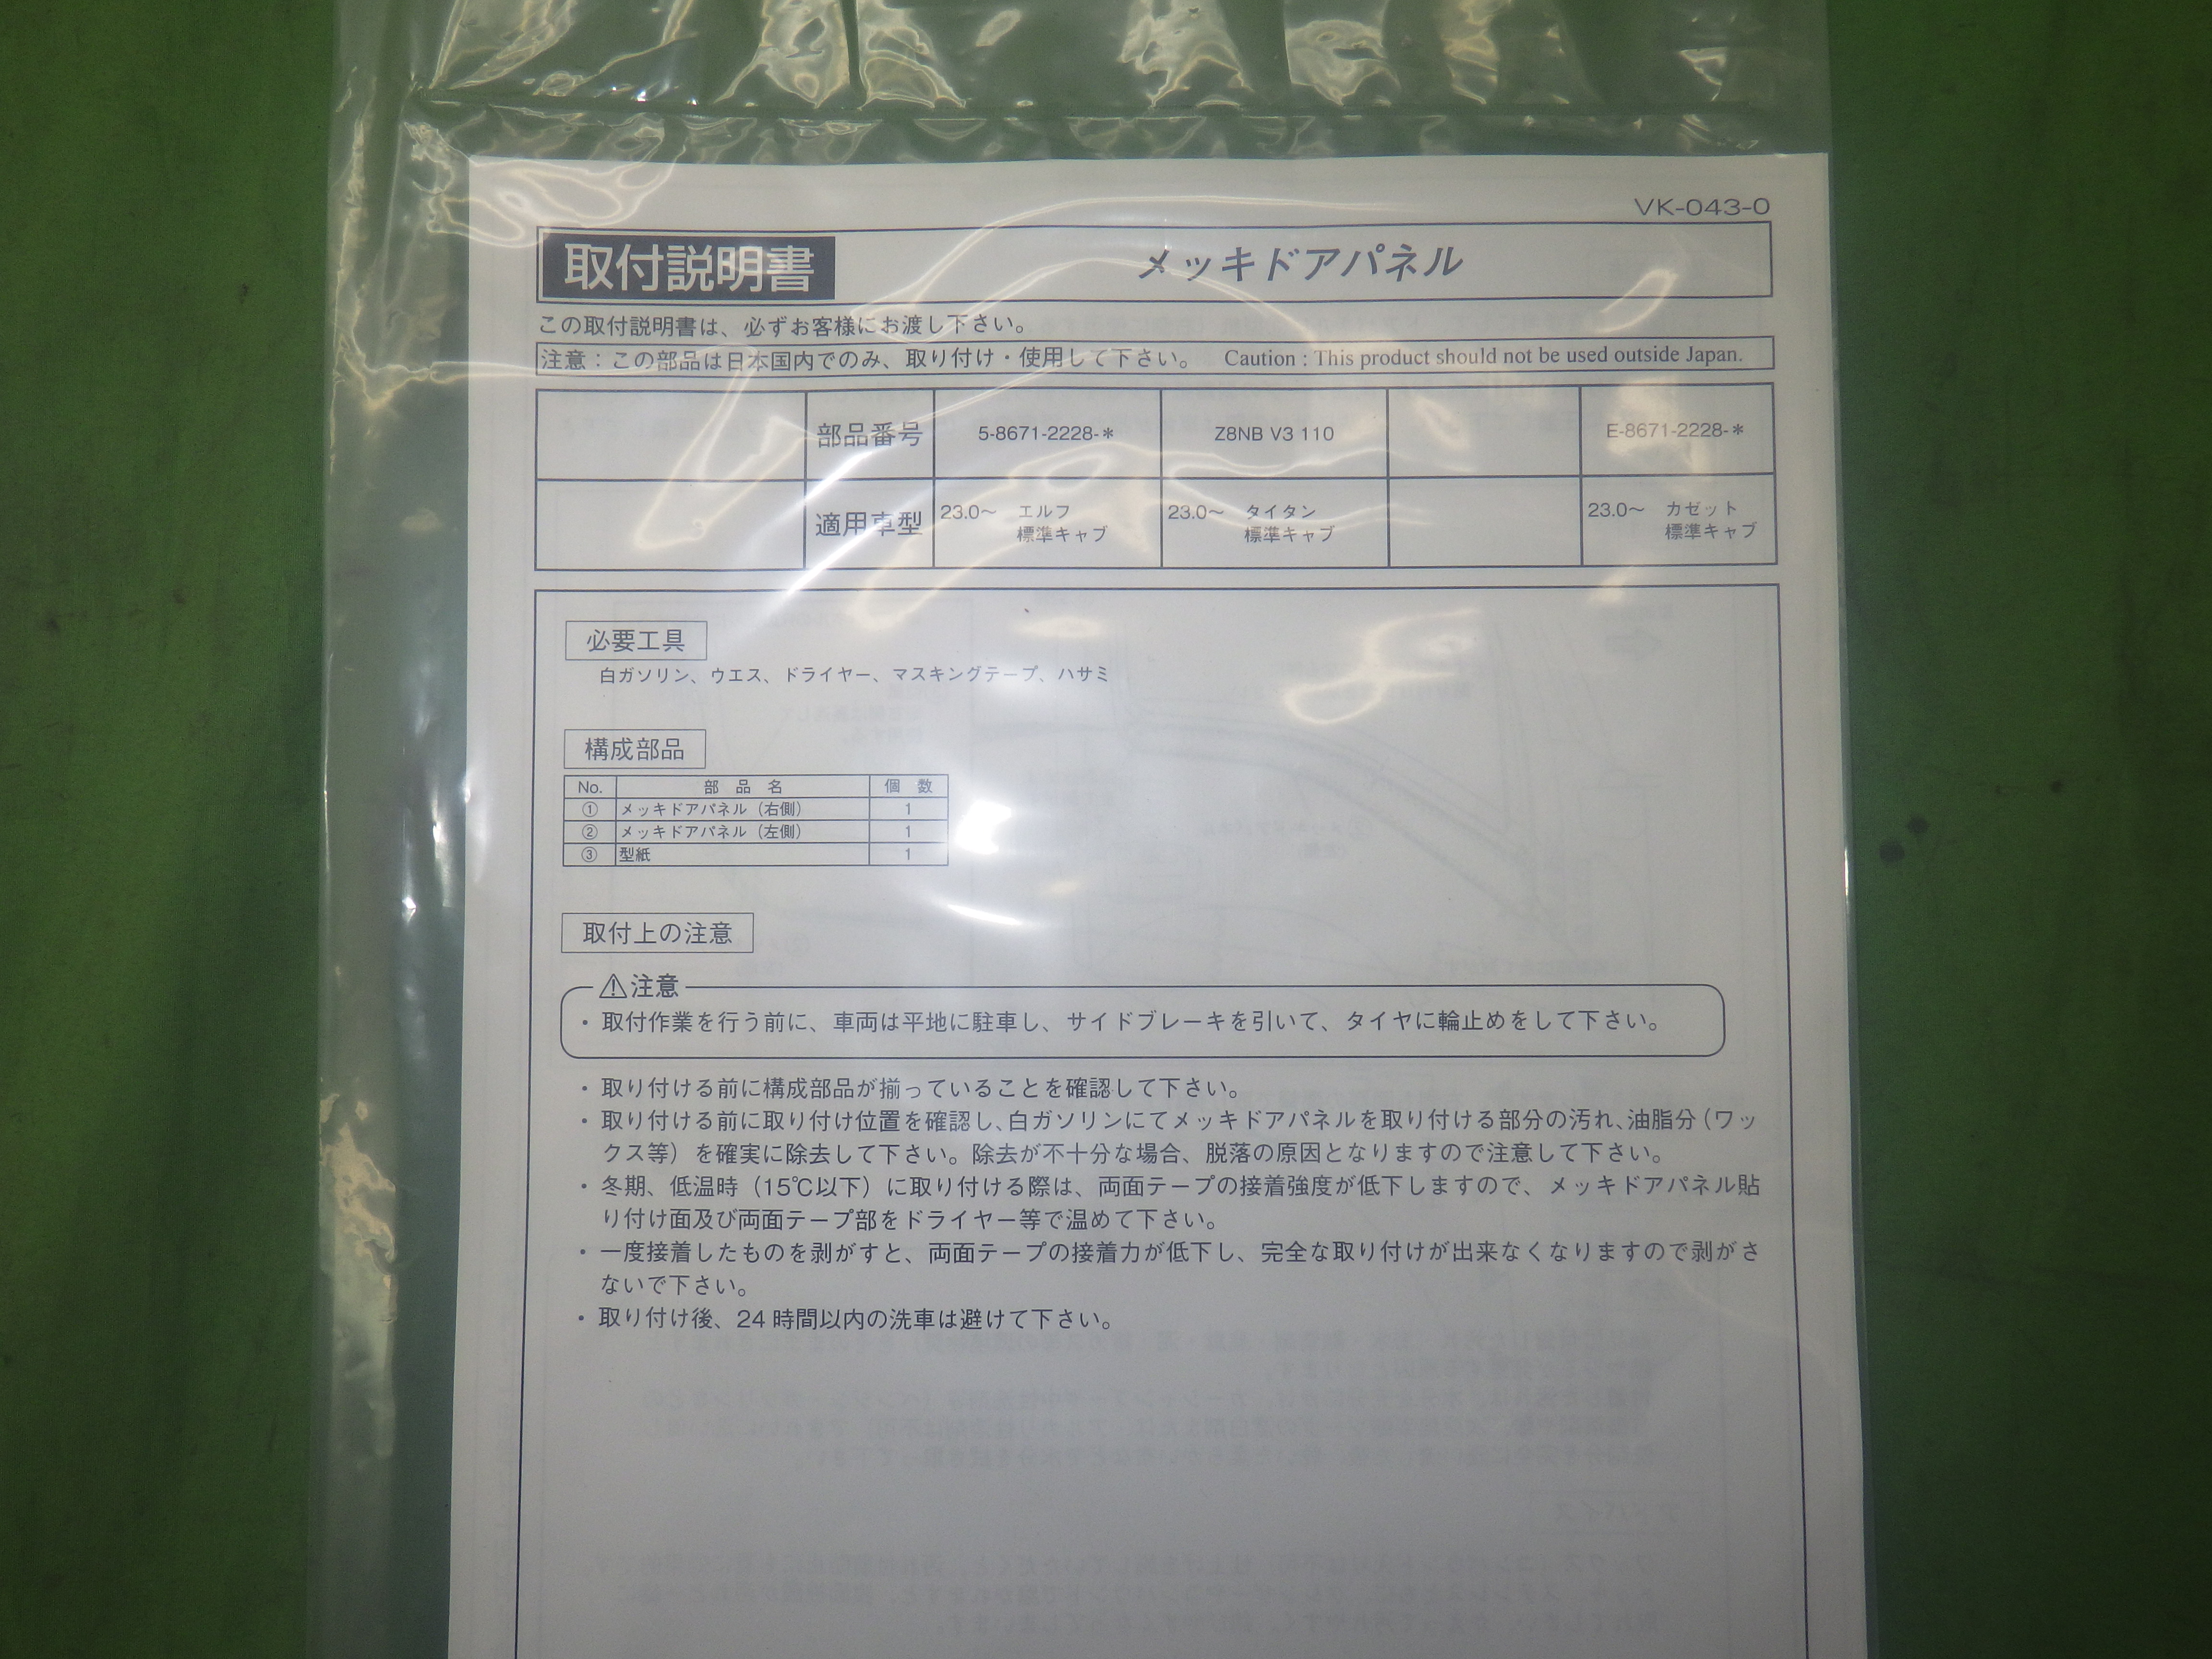 VK-043-0
取付説明書 メッキドアパネル
この取付説明書は、必ずお客様にお渡し下さい。
注意：この部品は日本国内でのみ、取り付け・使用して下さい。 Caution : This product should not be used outside Japan.
部品番号 5-8671-2228-＊ Z8NB V3 110 E-8671-2228-＊
適用車型 23.0～ エルフ 23.0～ タイタン 23.0～ カゼット
標準キャブ 標準キャブ 標準キャブ
必要工具
白ガソリン、ウエス、ドライヤー、マスキングテープ、ハサミ
構成部品
No. 部品名 個数
① メッキドアパネル（右側） 1
② メッキドアパネル（左側） 1
③ 型紙 1
取付上の注意
⚠注意
・取付作業を行う前に、車両は平地に駐車し、サイドブレーキを引いて、タイヤに輪止めをして下さい。
・取り付ける前に構成部品が揃っていることを確認して下さい。
・取り付ける前に取り付け位置を確認し、白ガソリンにてメッキドアパネルを取り付ける部分の汚れ、油脂分（ワッ
クス等）を確実に除去して下さい。除去が不十分な場合、脱落の原因となりますので注意して下さい。
・冬期、低温時（15℃以下）に取り付ける際は、両面テープの接着強度が低下しますので、メッキドアパネル貼
り付け面及び両面テープ部をドライヤー等で温めて下さい。
・一度接着したものを剥がすと、両面テープの接着力が低下し、完全な取り付けが出来なくなりますので剥がさ
ないで下さい。
・取り付け後、24時間以内の洗車は避けて下さい。